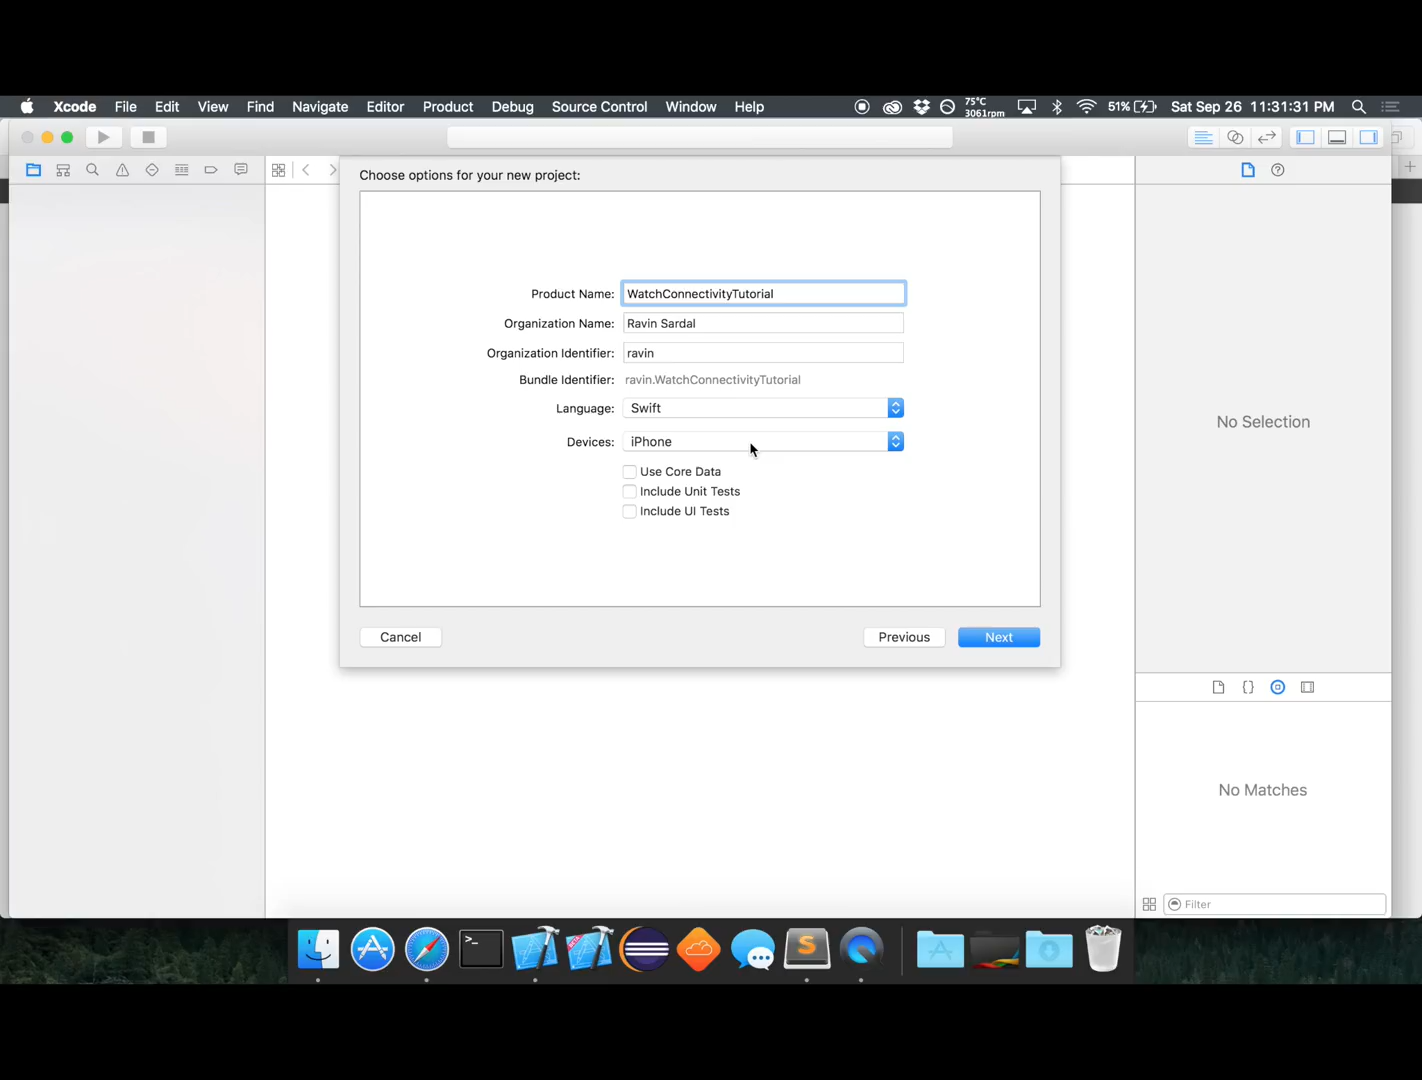 Xcode File Edit View Find Navigate Editor Product Debug Source Control Window Help 75°C 3061rpm 51% Sat Sep 26 11:31:31 PM
Choose options for your new project:
Product Name: WatchConnectivityTutorial
Organization Name: Ravin Sardal
Organization Identifier: ravin
Bundle Identifier: ravin.WatchConnectivityTutorial
Language: Swift
Devices: iPhone
Use Core Data
Include Unit Tests
Include UI Tests
Cancel Previous Next
No Selection
No Matches
Filter